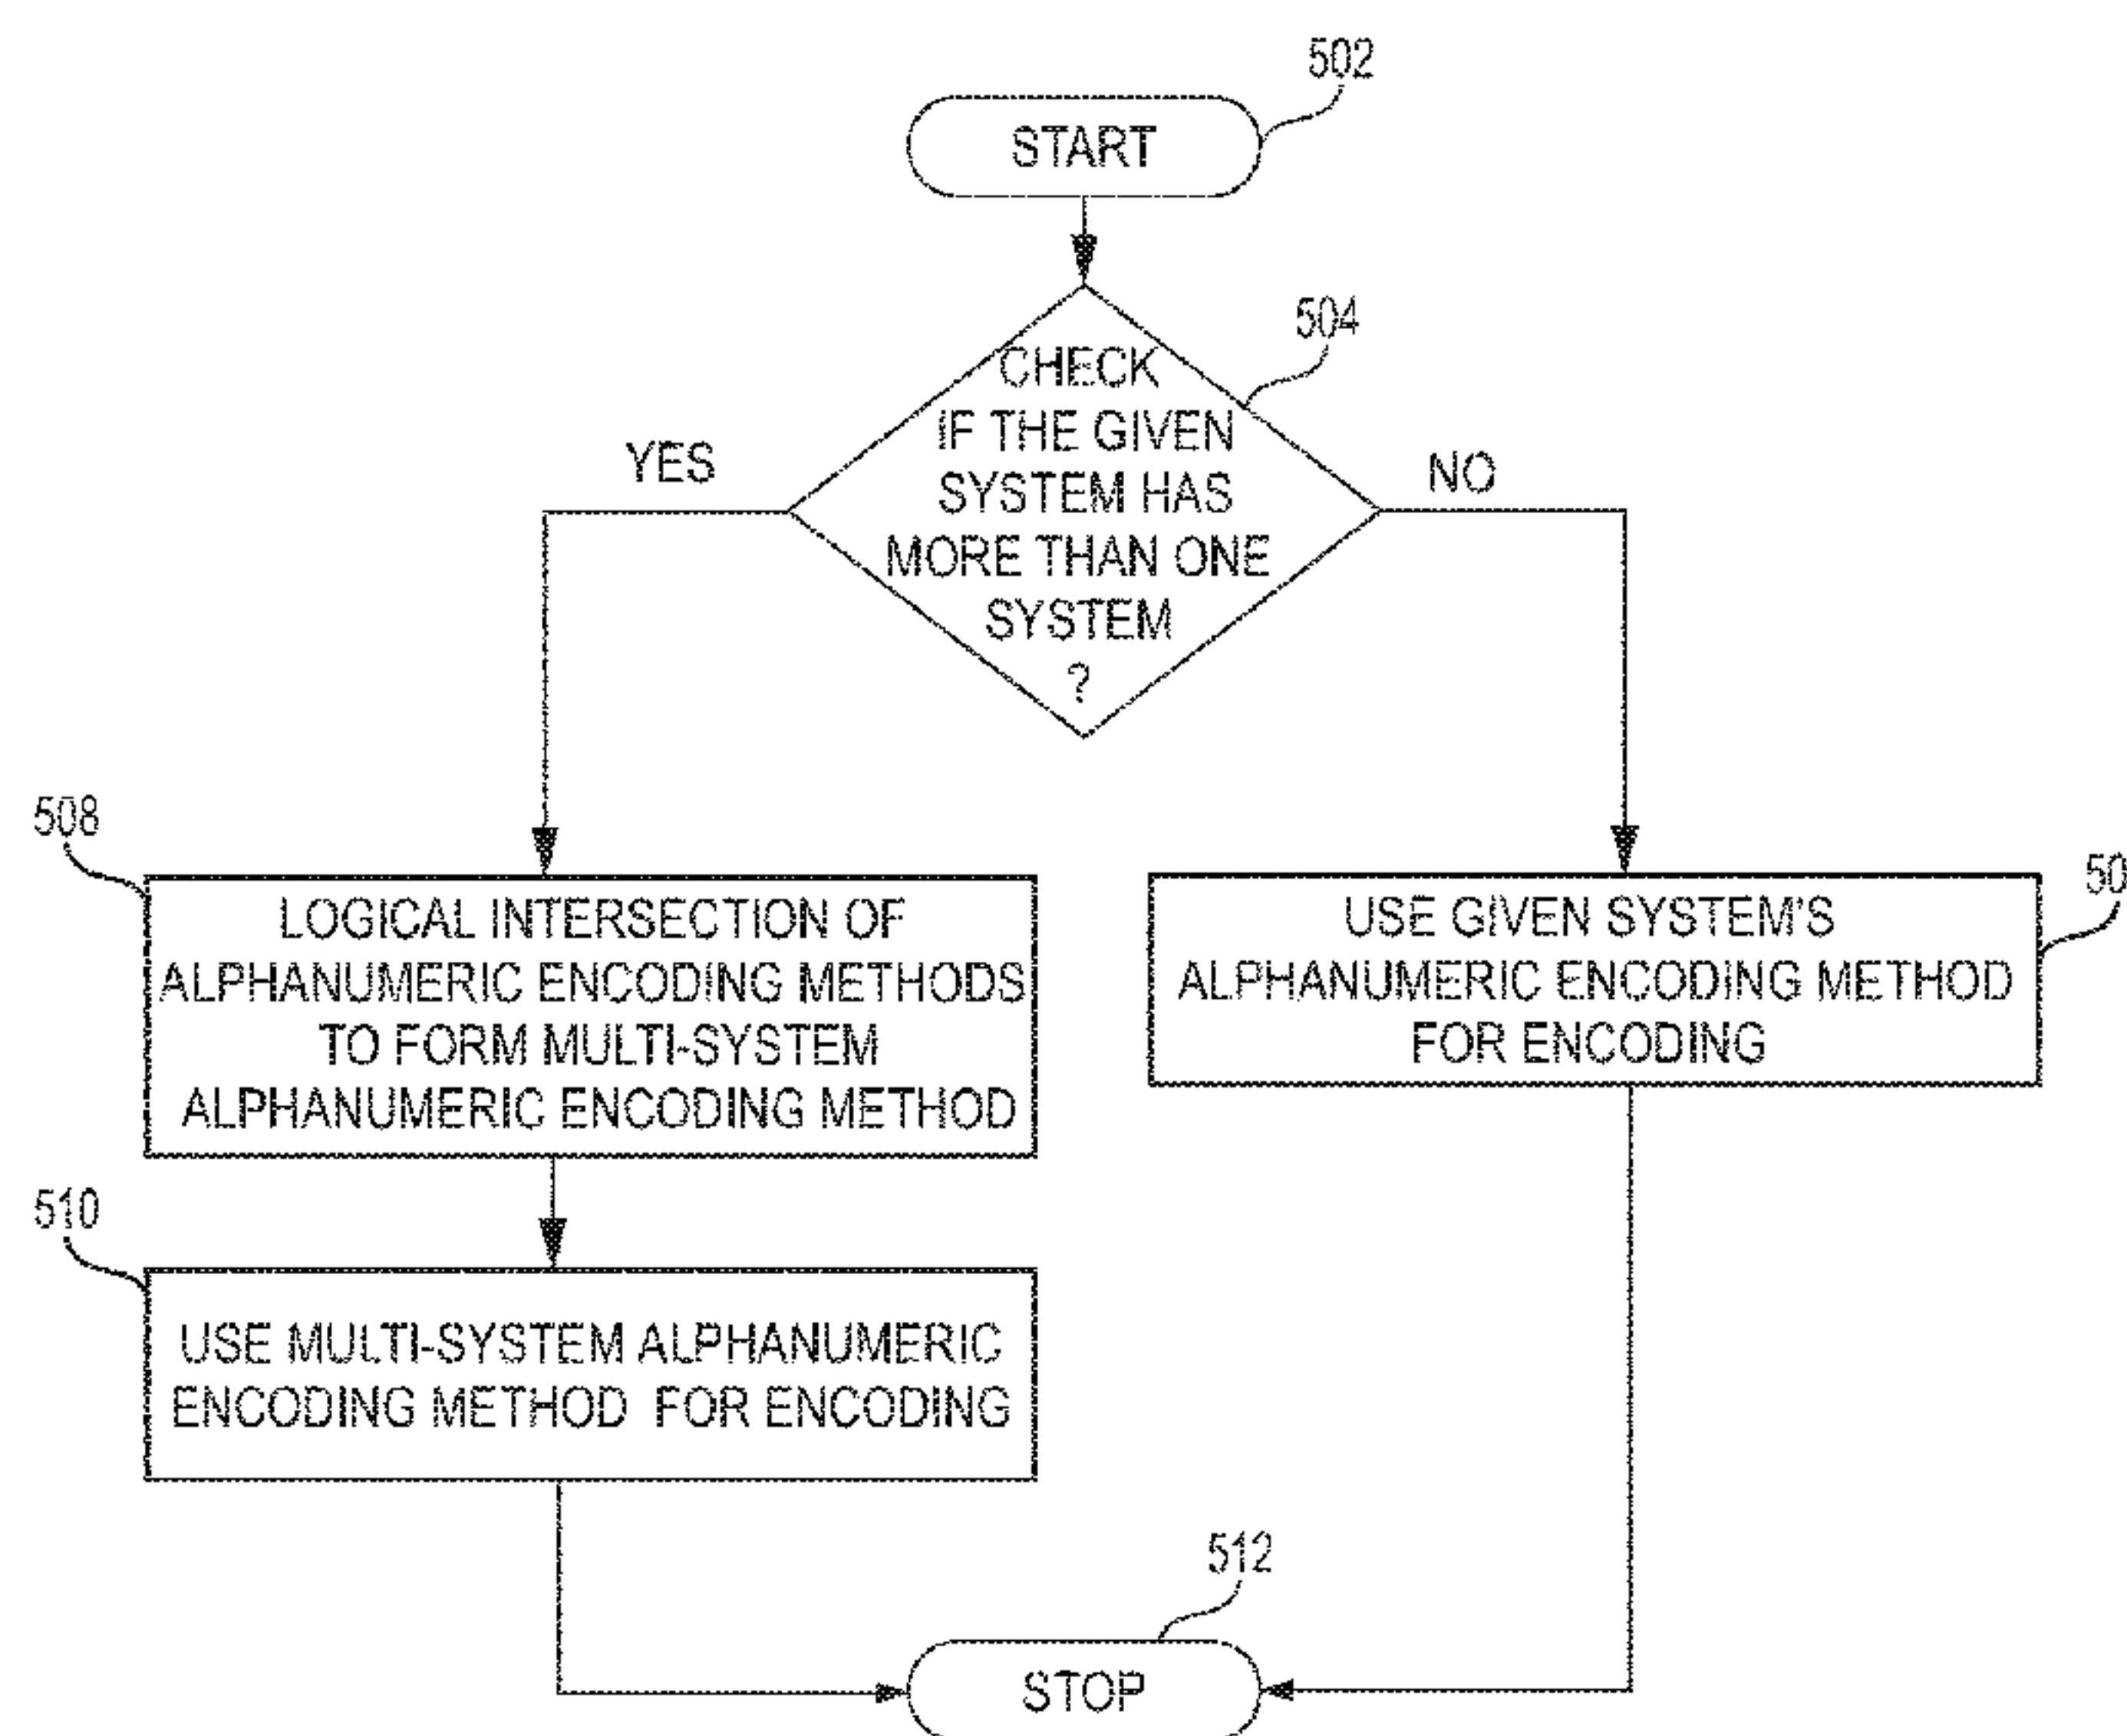 502
START
504
CHECK
IF THE GIVEN
SYSTEM HAS
MORE THAN ONE
SYSTEM
?
YES
NO
508
LOGICAL INTERSECTION OF
ALPHANUMERIC ENCODING METHODS
TO FORM MULTI-SYSTEM
ALPHANUMERIC ENCODING METHOD
50
USE GIVEN SYSTEM'S
ALPHANUMERIC ENCODING METHOD
FOR ENCODING
510
USE MULTI-SYSTEM ALPHANUMERIC
ENCODING METHOD FOR ENCODING
512
STOP